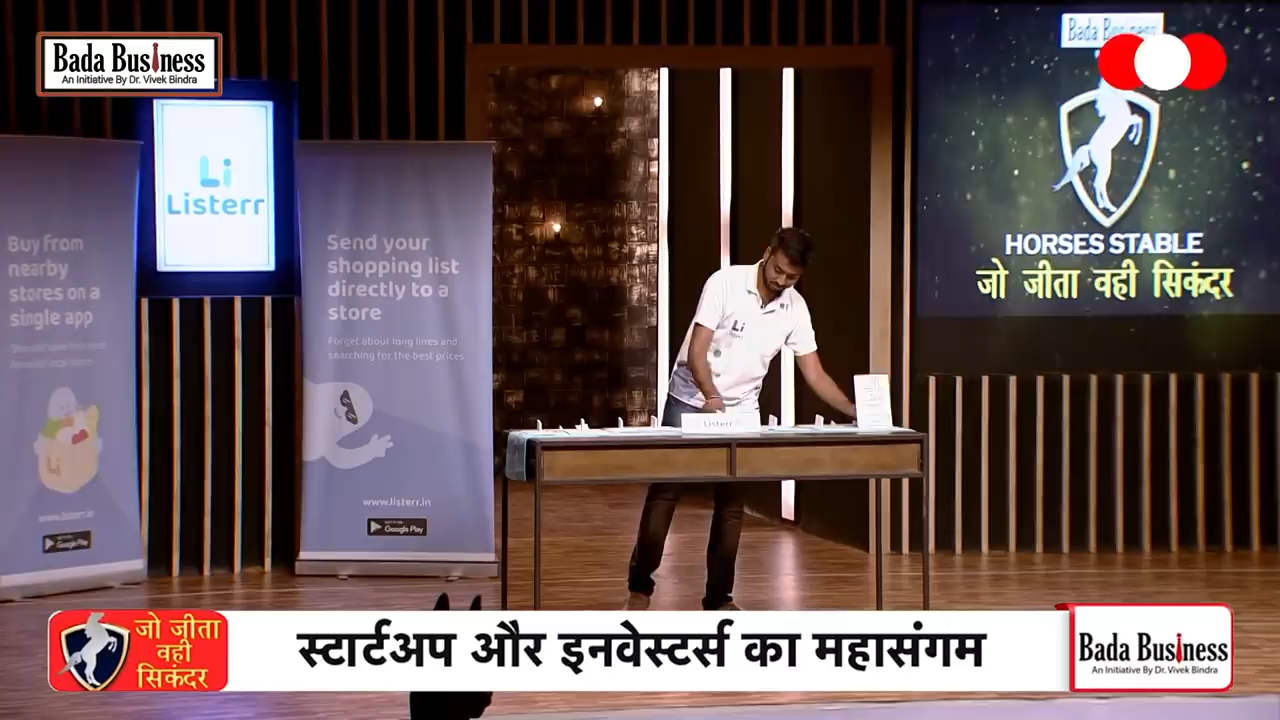 Bada Business
An Initiative By Dr. Vivek Bindra
Li
Listerr
Buy from
nearby
stores on a
single app
www.listerr.in
Google Play
Send your
shopping list
directly to a
store
Forget about long lines and
searching for the best prices
www.listerr.in
Google Play
Li
Listerr
Bada Business
HORSES STABLE
जो जीता वही सिकंदर
जो जीता
वही
सिकंदर
स्टार्टअप और इनवेस्टर्स का महासंगम
Bada Business
An Initiative By Dr. Vivek Bindra